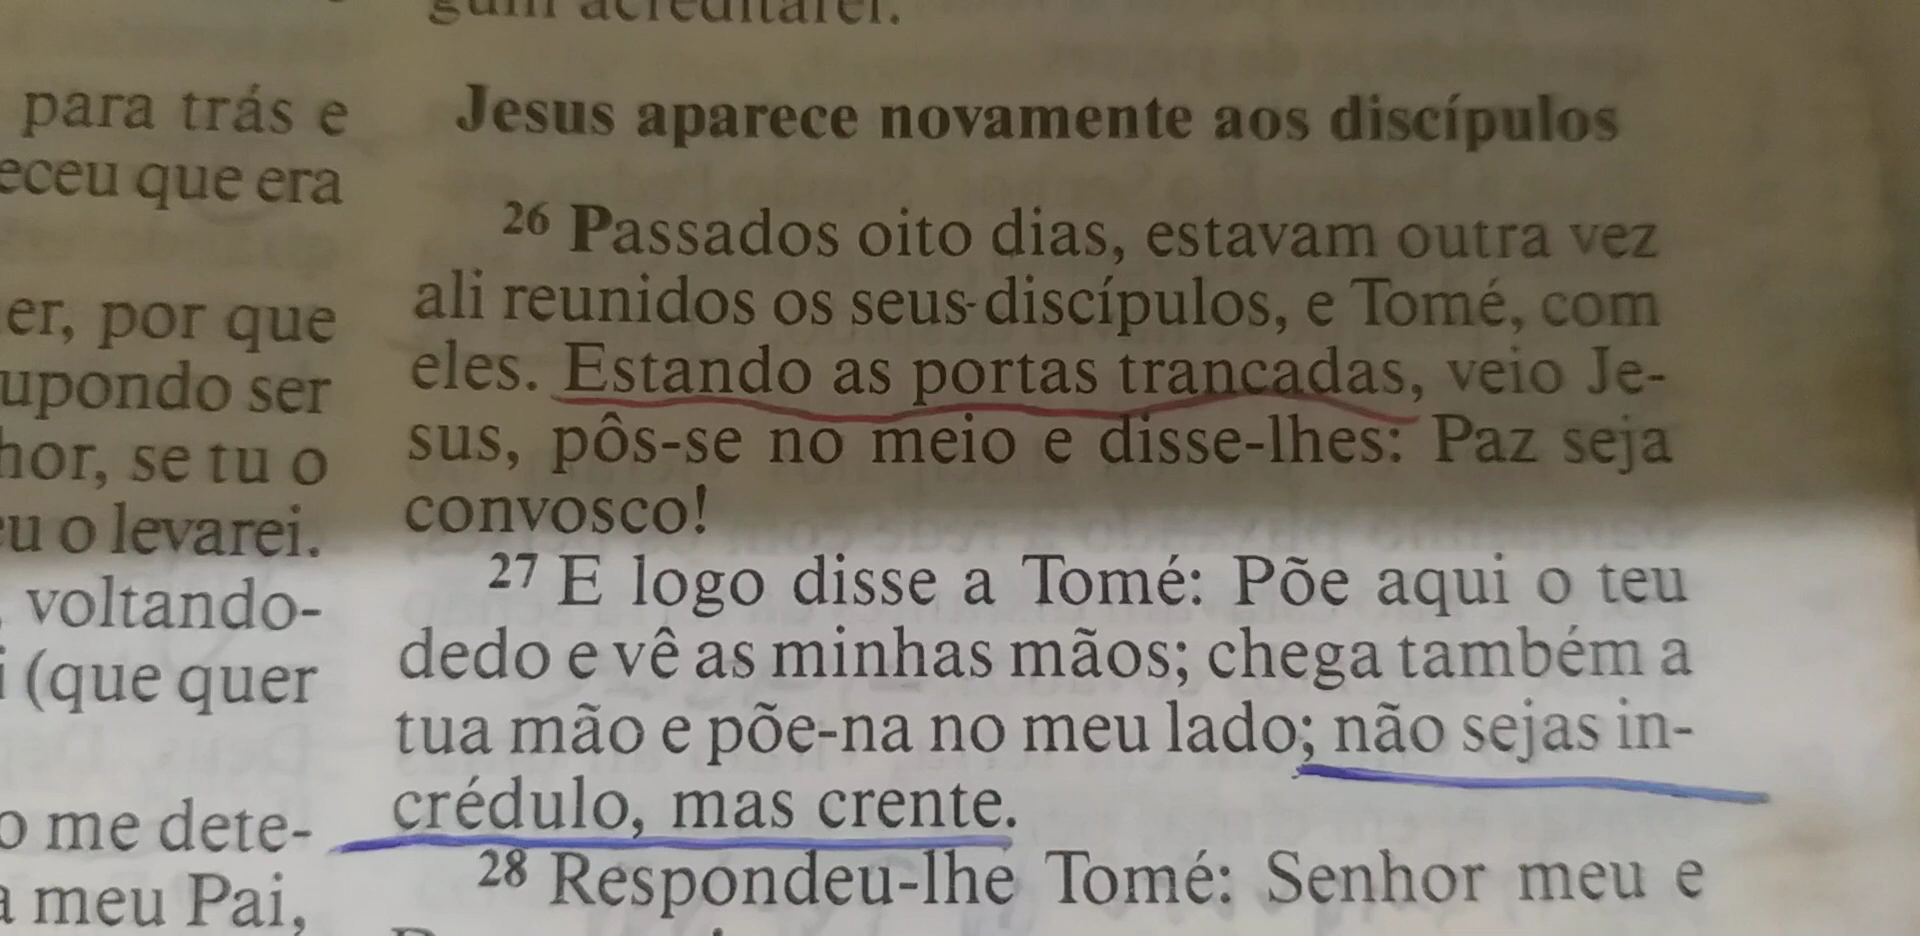 para trás e
que era
por que
ser
se tu o
o levarei.
voltando-
(que quer
me dete-
meu Pai,
acreditarei.
Jesus aparece novamente aos discípulos
26 Passados oito dias, estavam outra vez
ali reunidos os seus discípulos, e Tomé, com
eles. Estando as portas trancadas, veio Je-
sus, pôs-se no meio e disse-lhes: Paz seja
convosco!
27 E logo disse a Tomé: Põe aqui o teu
dedo e vê as minhas mãos; chega também a
tua mão e põe-na no meu lado; não sejas in-
crédulo, mas crente.
28 Respondeu-lhe Tomé: Senhor meu e